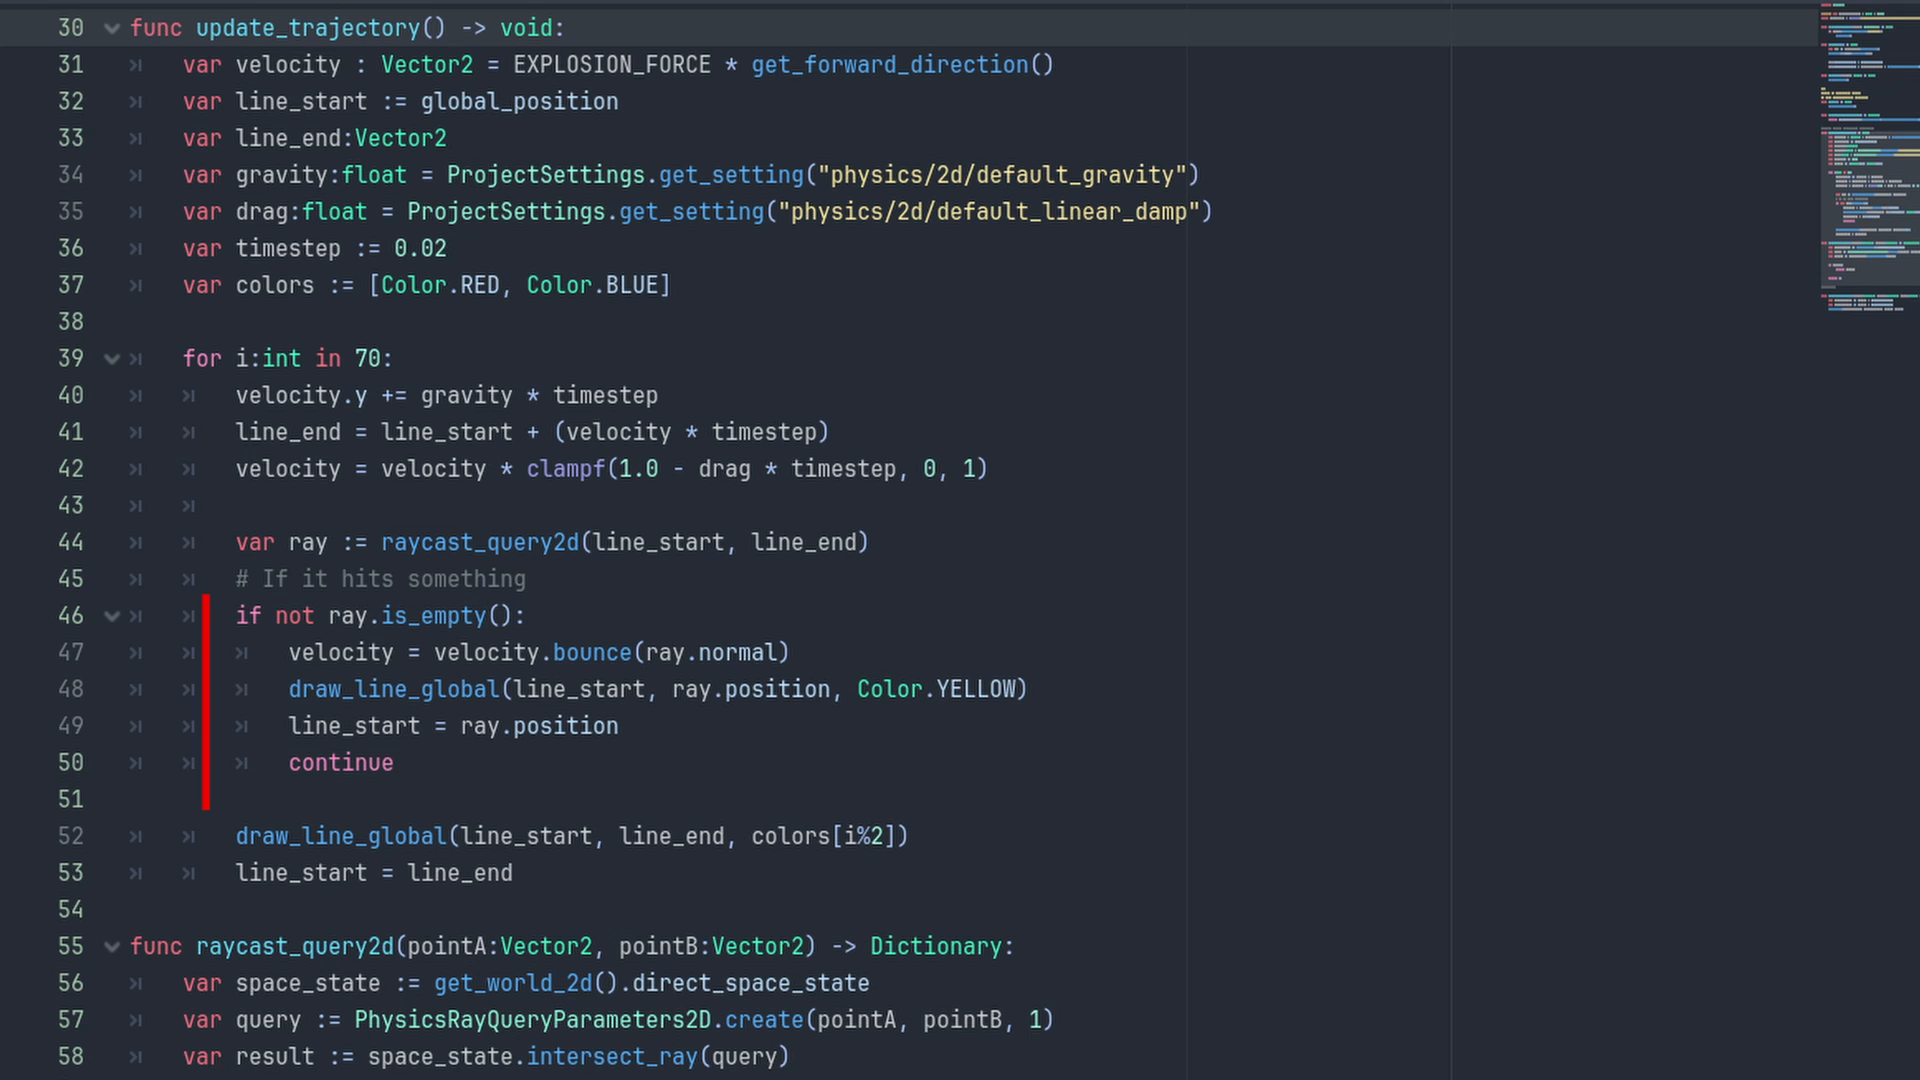 30 func update_trajectory() -> void:
31 var velocity : Vector2 = EXPLOSION_FORCE * get_forward_direction()
32 var line_start := global_position
33 var line_end:Vector2
34 var gravity:float = ProjectSettings.get_setting("physics/2d/default_gravity")
35 var drag:float = ProjectSettings.get_setting("physics/2d/default_linear_damp")
36 var timestep := 0.02
37 var colors := [Color.RED, Color.BLUE]
38
39 for i:int in 70:
40 velocity.y += gravity * timestep
41 line_end = line_start + (velocity * timestep)
42 velocity = velocity * clampf(1.0 - drag * timestep, 0, 1)
43
44 var ray := raycast_query2d(line_start, line_end)
45 # If it hits something
46 if not ray.is_empty():
47 velocity = velocity.bounce(ray.normal)
48 draw_line_global(line_start, ray.position, Color.YELLOW)
49 line_start = ray.position
50 continue
51
52 draw_line_global(line_start, line_end, colors[i%2])
53 line_start = line_end
54
55 func raycast_query2d(pointA:Vector2, pointB:Vector2) -> Dictionary:
56 var space_state := get_world_2d().direct_space_state
57 var query := PhysicsRayQueryParameters2D.create(pointA, pointB, 1)
58 var result := space_state.intersect_ray(query)